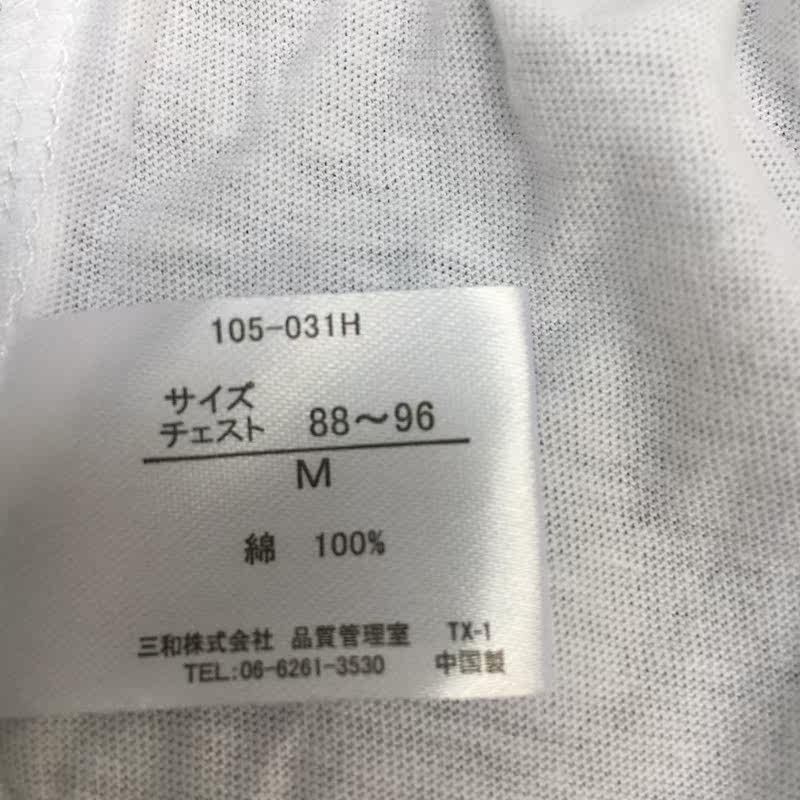 105-031H
サイズ
チェスト 88～96
M
綿 100%
三和株式会社 品質管理室 TX-1
TEL:06-6261-3530 中国製